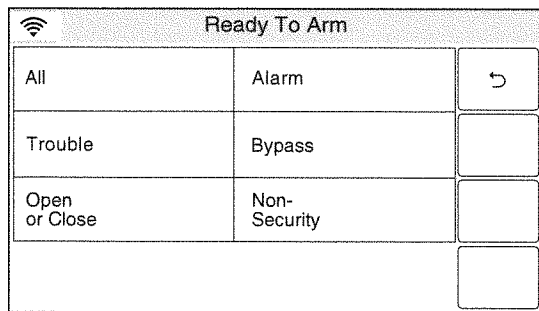 Ready To Arm
All
Alarm
Trouble
Bypass
Open
or Close
Non-
Security